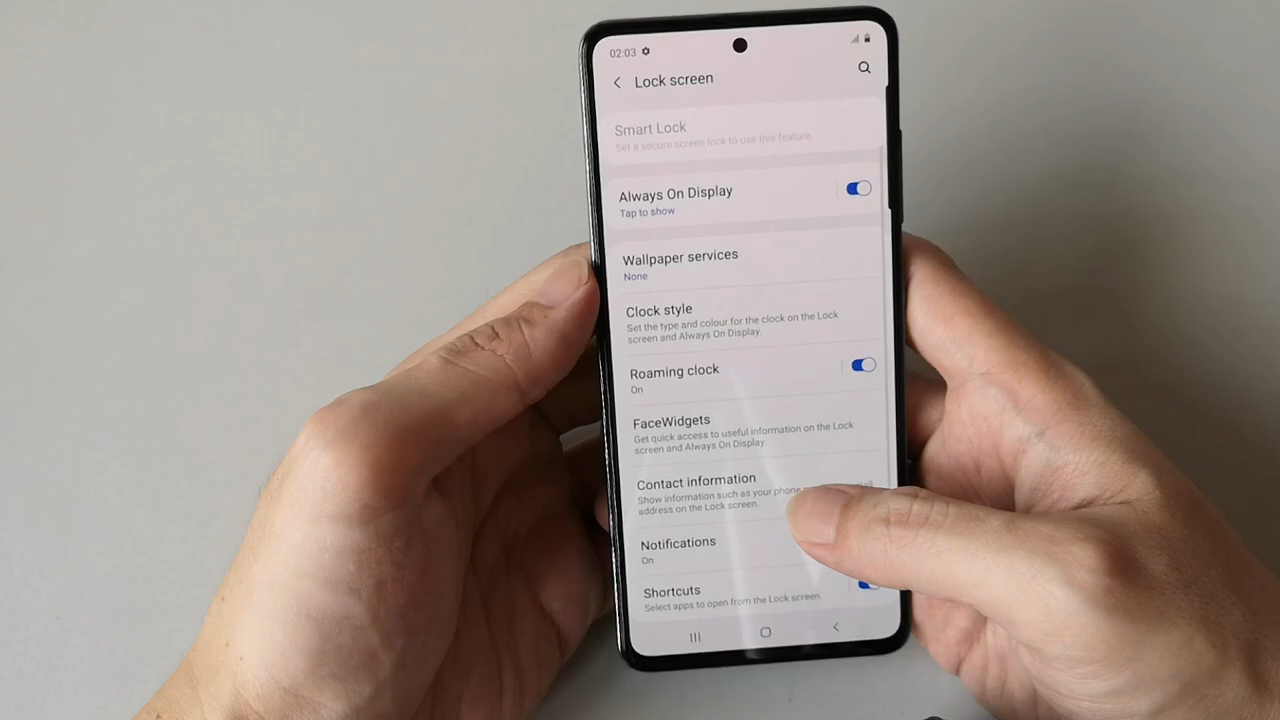 02:03
Lock screen
Smart Lock
Set a secure screen lock to use this feature
Always On Display
Tap to show
Wallpaper services
None
Clock style
Set the type and colour for the clock on the Lock
screen and Always On Display.
Roaming clock
On
FaceWidgets
Get quick access to useful information on the Lock
screen and Always On Display.
Contact information
Show information such as your phone
address on the Lock screen.
Notifications
On
Shortcuts
Select apps to open from the Lock screen.